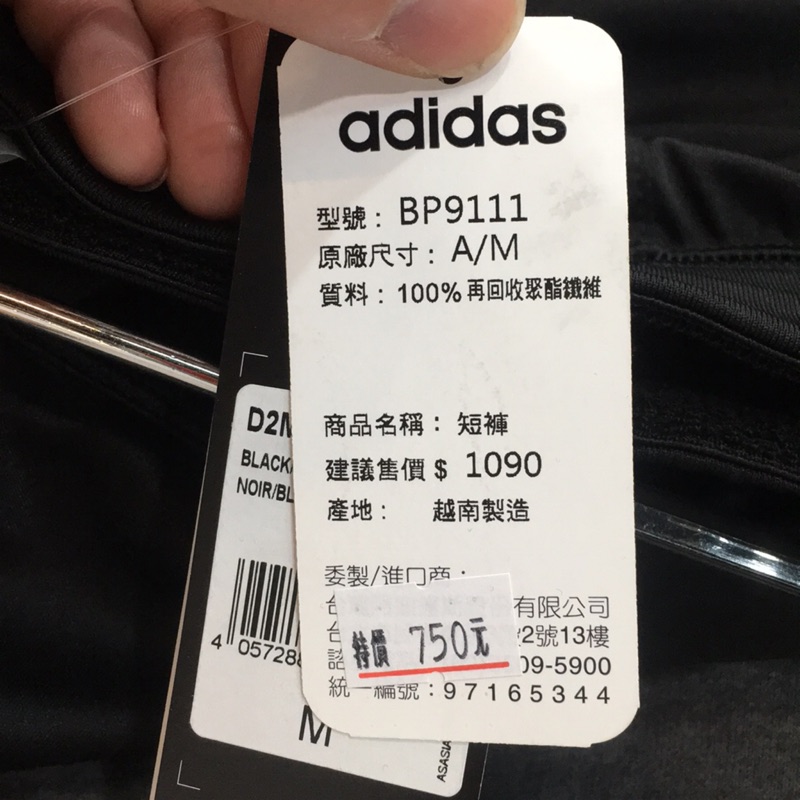 adidas
型號： BP9111
原廠尺寸： A/M
質料： 100% 再回收聚酯纖維
商品名稱： 短褲
建議售價 $ 1090
產地： 越南製造
委製/進口商：
有限公司
2號13樓
09-5900
統一編號：97165344
特價 750元
D2M
BLACK/
NOIR/BL
4 057288
M
ASASIA